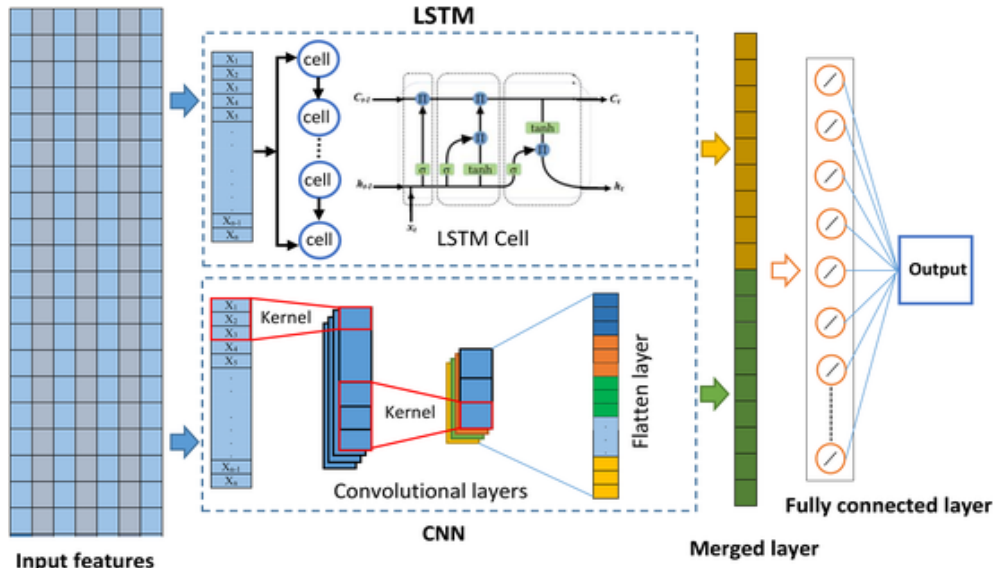 LSTM
X₁
X₂
X₃
X₄
X₅
Xₙ₋₁
Xₙ
cell
cell
cell
cell
Cₜ₋₁
Cₜ
hₜ₋₁
hₜ
xₜ
σ
σ
tanh
σ
tanh
LSTM Cell
X₁
X₂
X₃
X₄
X₅
Xₙ₋₁
Xₙ
Kernel
Kernel
Convolutional layers
Flatten layer
CNN
Output
Fully connected layer
Merged layer
Input features